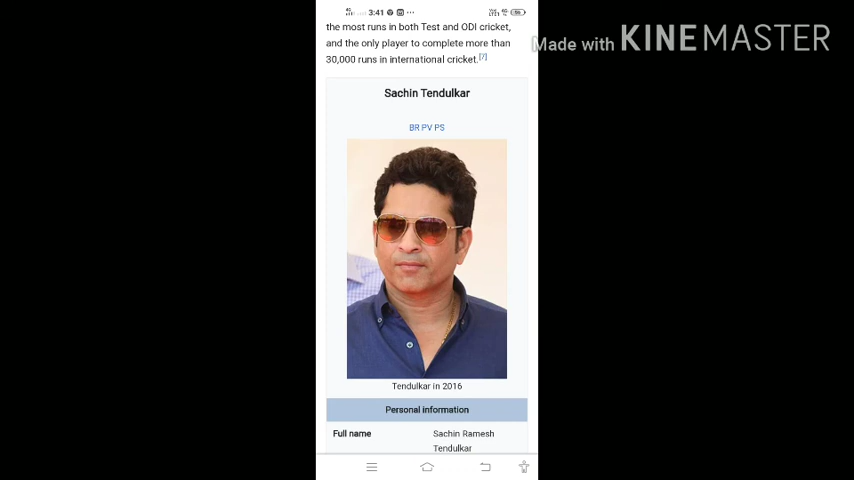 4G 3:41
Made with KINEMASTER
the most runs in both Test and ODI cricket,
and the only player to complete more than
30,000 runs in international cricket.[7]
Sachin Tendulkar
BR PV PS
Tendulkar in 2016
Personal information
Full name Sachin Ramesh
Tendulkar